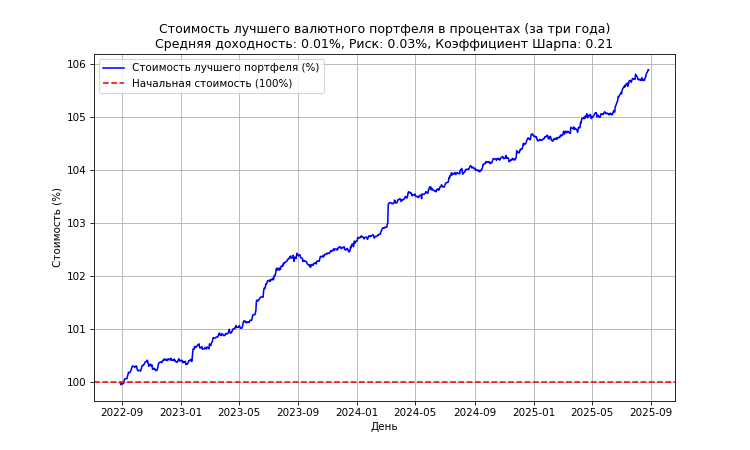 Стоимость лучшего валютного портфеля в процентах (за три года)
Средняя доходность: 0.01%, Риск: 0.03%, Коэффициент Шарпа: 0.21
Стоимость лучшего портфеля (%)
Начальная стоимость (100%)
Стоимость (%)
106
105
104
103
102
101
100
2022-09 2023-01 2023-05 2023-09 2024-01 2024-05 2024-09 2025-01 2025-05 2025-09
День